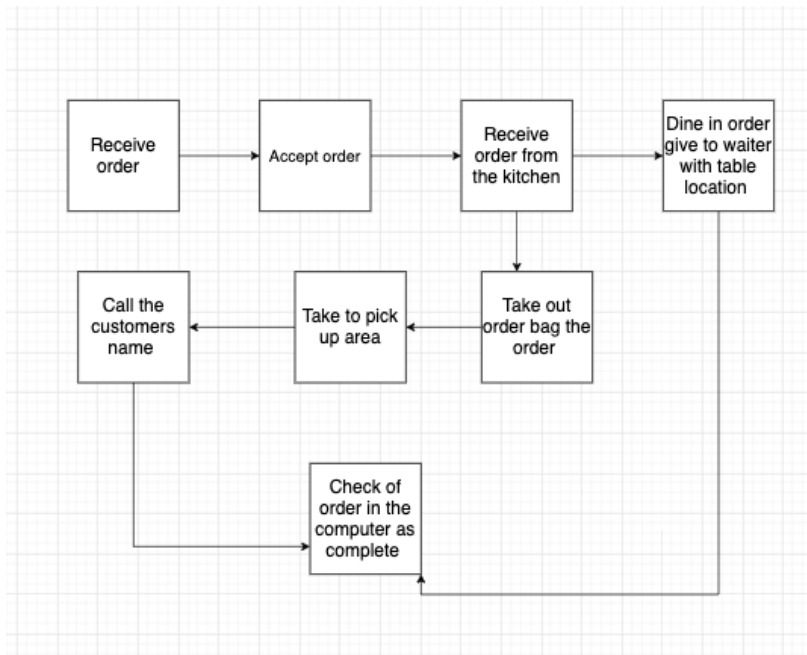 Receive
order
Accept order
Receive
order from
the kitchen
Dine in order
give to waiter
with table
location
Call the
customers
name
Take to pick
up area
Take out
order bag the
order
Check of
order in the
computer as
complete